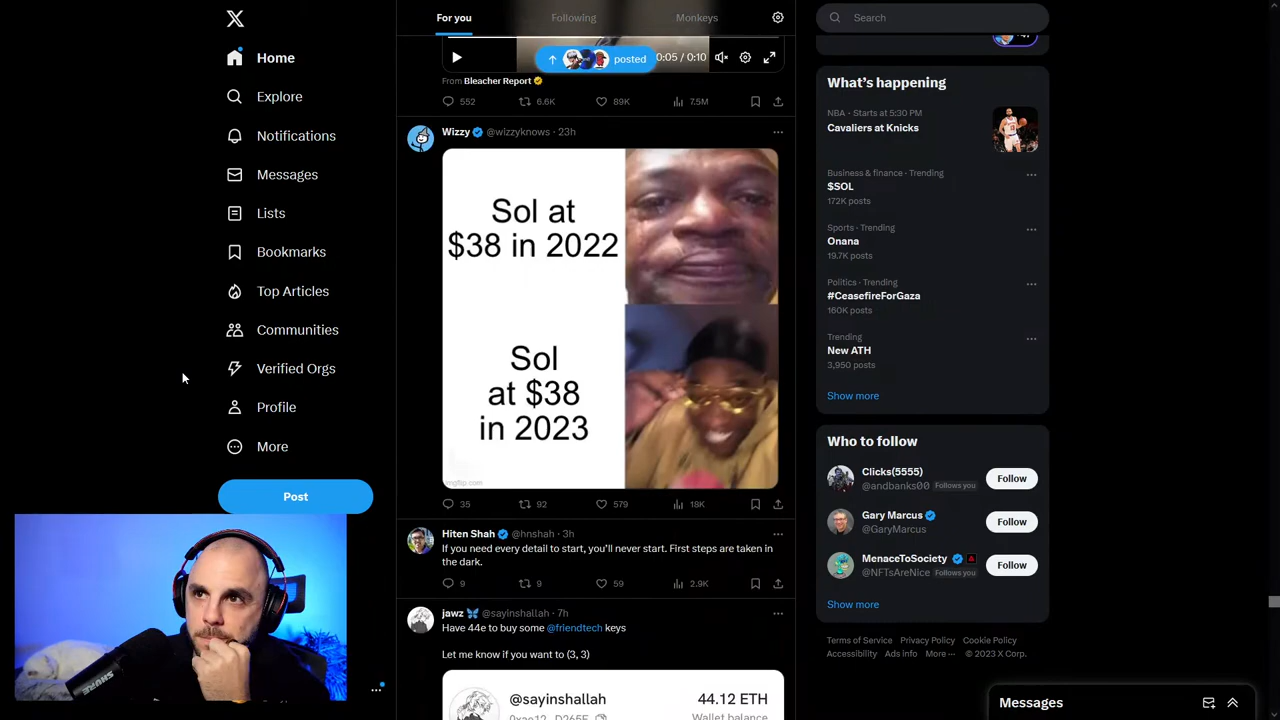 X
Home
Explore
Notifications
Messages
Lists
Bookmarks
Top Articles
Communities
Verified Orgs
Profile
More
Post
SHURE
For you
Following
Monkeys
posted
0:05 / 0:10
From Bleacher Report
552 6.6K 89K 7.5M
Wizzy @wizzyknows · 23h
Sol at
$38 in 2022
Sol
at $38
in 2023
imgflip.com
35 92 579 18K
Hiten Shah @hnshah · 3h
If you need every detail to start, you'll never start. First steps are taken in
the dark.
9 9 59 2.9K
jawz @sayinshallah · 7h
Have 44e to buy some @friendtech keys
Let me know if you want to (3, 3)
@sayinshallah
44.12 ETH
Wallet balance
Search
What's happening
NBA · Starts at 5:30 PM
Cavaliers at Knicks
Business & finance · Trending
$SOL
172K posts
Sports · Trending
Onana
19.7K posts
Politics · Trending
#CeasefireForGaza
160K posts
Trending
New ATH
3,950 posts
Show more
Who to follow
Clicks(5555)
@andbanks00 Follows you
Follow
Gary Marcus
@GaryMarcus
Follow
MenaceToSociety
@NFTsAreNice Follows you
Follow
Show more
Terms of Service Privacy Policy Cookie Policy
Accessibility Ads info More ··· © 2023 X Corp.
Messages